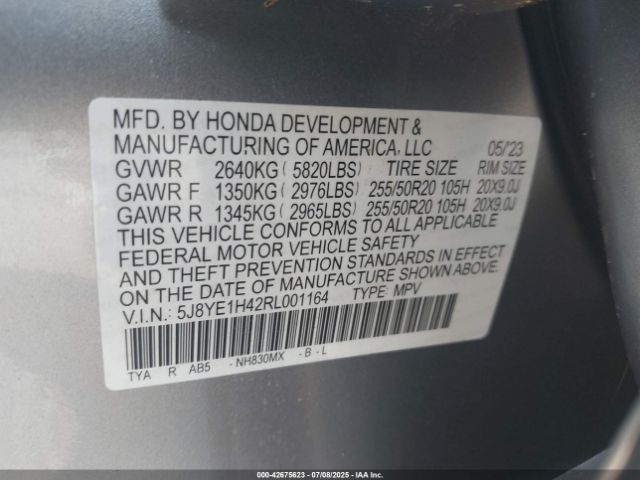 MFD. BY HONDA DEVELOPMENT &
MANUFACTURING OF AMERICA, LLC 05/'23
GVWR 2640KG ( 5820LBS) TIRE SIZE RIM SIZE
GAWR F 1350KG ( 2976LBS) 255/50R20 105H 20X9.0J
GAWR R 1345KG ( 2965LBS) 255/50R20 105H 20X9.0J
THIS VEHICLE CONFORMS TO ALL APPLICABLE
FEDERAL MOTOR VEHICLE SAFETY
AND THEFT PREVENTION STANDARDS IN EFFECT
ON THE DATE OF MANUFACTURE SHOWN ABOVE.
V.I.N.: 5J8YE1H42RL001164 TYPE: MPV
TYA R AB5 - NH830MX - B - L
000-42675623 | 07/08/2025 | IAA Inc.